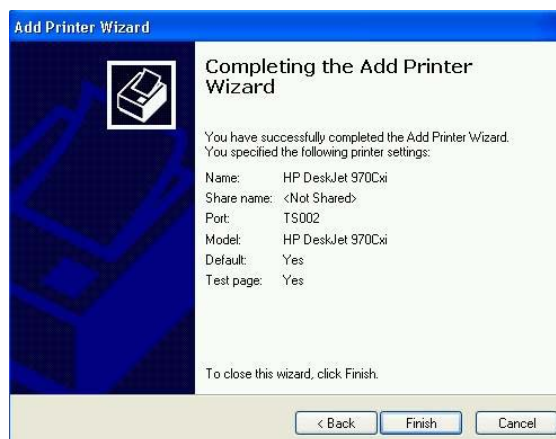 Add Printer Wizard
Completing the Add Printer
Wizard
You have successfully completed the Add Printer Wizard.
You specified the following printer settings:
Name: HP DeskJet 970Cxi
Share name: <Not Shared>
Port: TS002
Model: HP DeskJet 970Cxi
Default: Yes
Test page: Yes
To close this wizard, click Finish.
< Back Finish Cancel